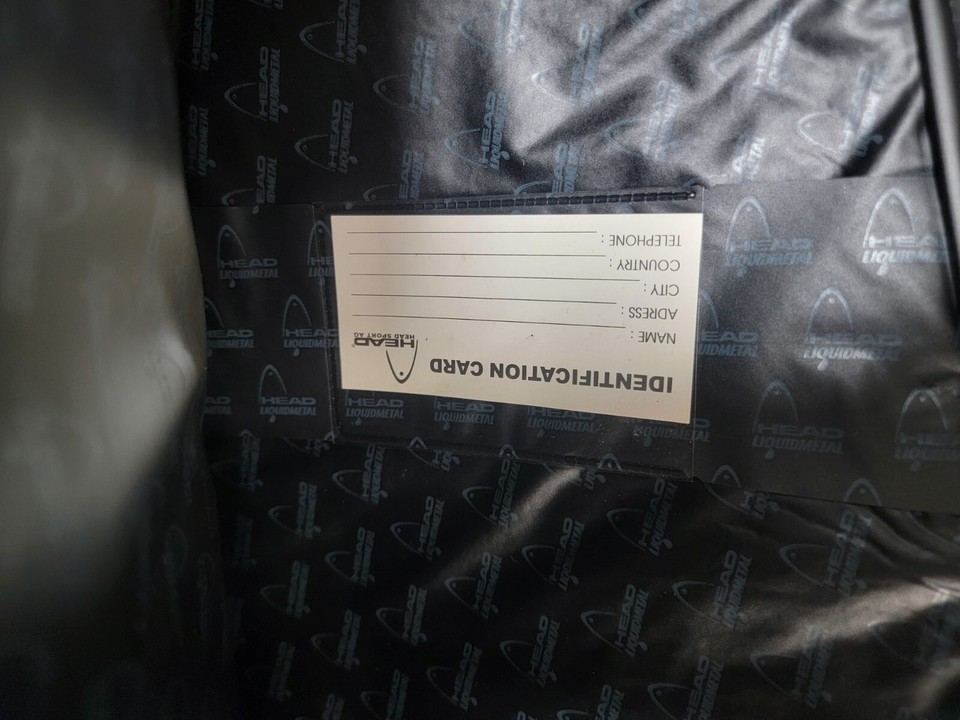 IDENTIFICATION CARD
HEAD
HEAD SPORT AG
NAME :
ADRESS :
CITY :
COUNTRY :
TELEPHONE :
HEAD
LIQUIDMETAL